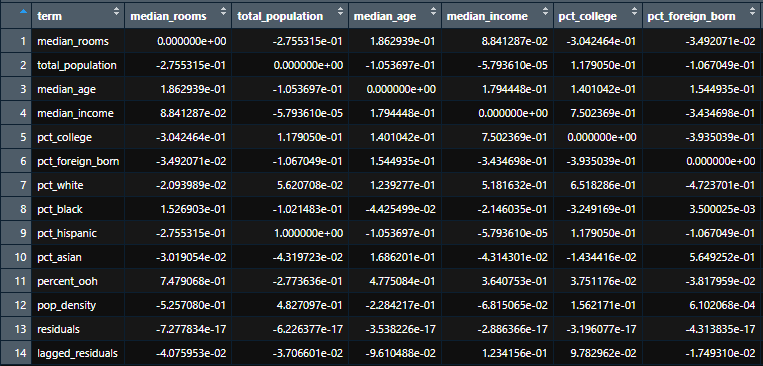 term median_rooms total_population median_age median_income pct_college pct_foreign_born
1 median_rooms 0.000000e+00 -2.755315e-01 1.862939e-01 8.841287e-02 -3.042464e-01 -3.492071e-02
2 total_population -2.755315e-01 0.000000e+00 -1.053697e-01 -5.793610e-05 1.179050e-01 -1.067049e-01
3 median_age 1.862939e-01 -1.053697e-01 0.000000e+00 1.794448e-01 1.401042e-01 1.544935e-01
4 median_income 8.841287e-02 -5.793610e-05 1.794448e-01 0.000000e+00 7.502369e-01 -3.434698e-01
5 pct_college -3.042464e-01 1.179050e-01 1.401042e-01 7.502369e-01 0.000000e+00 -3.935039e-01
6 pct_foreign_born -3.492071e-02 -1.067049e-01 1.544935e-01 -3.434698e-01 -3.935039e-01 0.000000e+00
7 pct_white -2.093989e-02 5.620708e-02 1.239277e-01 5.181632e-01 6.518286e-01 -4.723701e-01
8 pct_black 1.526903e-01 -1.021483e-01 -4.425499e-02 -2.146035e-01 -3.249169e-01 3.500025e-03
9 pct_hispanic -2.755315e-01 1.000000e+00 -1.053697e-01 -5.793610e-05 1.179050e-01 -1.067049e-01
10 pct_asian -3.019054e-02 -4.319723e-02 1.686201e-01 -4.314301e-02 -1.434416e-02 5.649252e-01
11 percent_ooh 7.479068e-01 -2.773636e-01 4.775084e-01 3.640753e-01 3.751176e-02 -3.817959e-02
12 pop_density -5.257080e-01 4.827097e-01 -2.284217e-01 -6.815065e-02 1.562171e-01 6.102068e-04
13 residuals -7.277834e-17 -6.226377e-17 -3.538226e-17 -2.886366e-17 -3.196077e-17 -4.313835e-17
14 lagged_residuals -4.075953e-02 -3.706601e-02 -9.610488e-02 1.234156e-01 9.782962e-02 -1.749310e-02